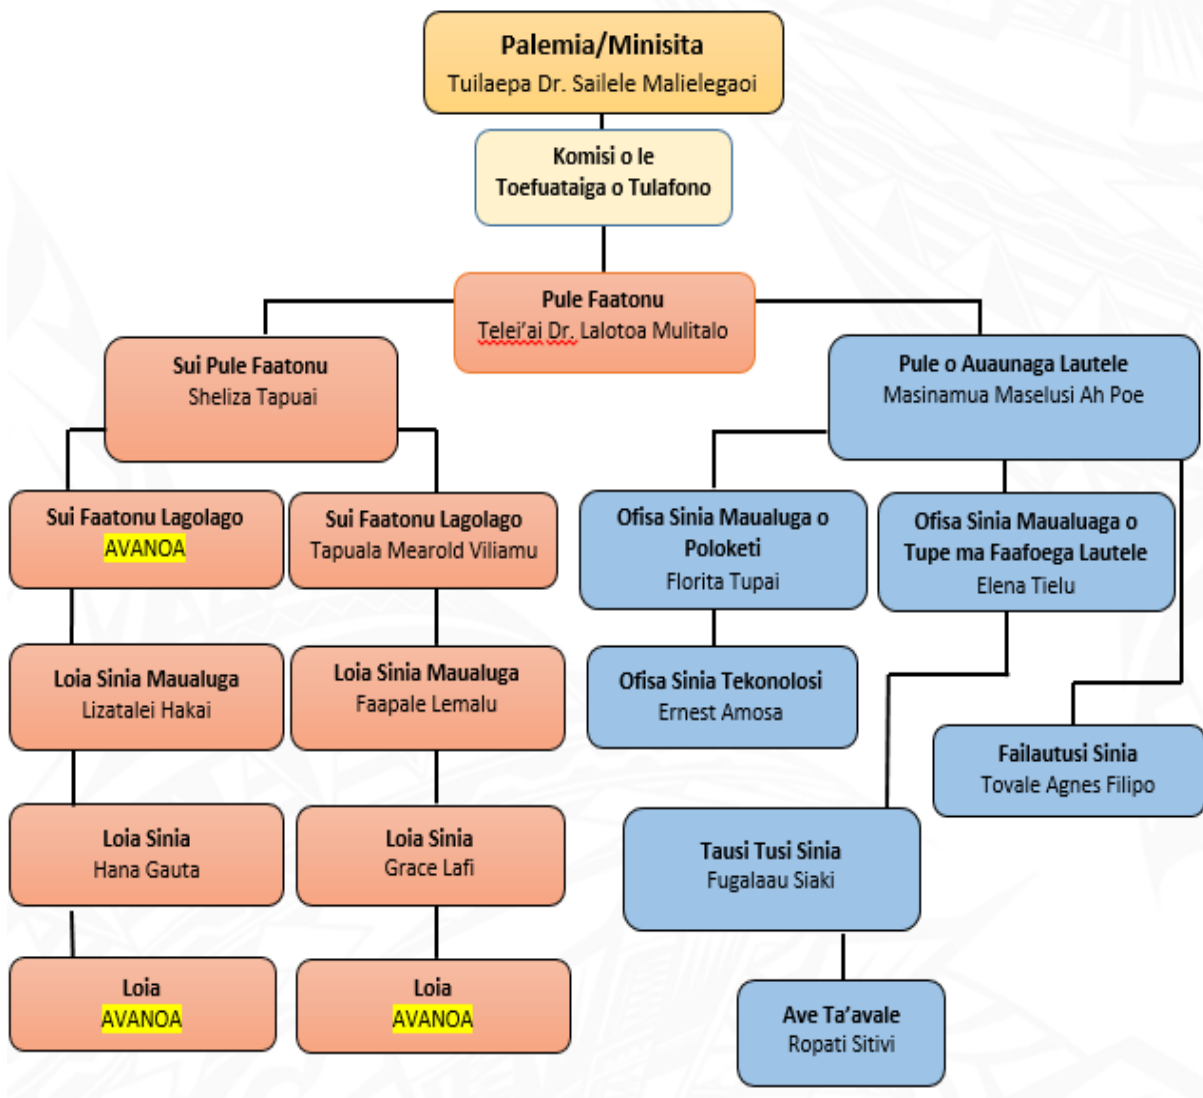 Palemia/Minisita
Tuilaepa Dr. Sailele Malielegaoi
Komisi o le
Toefuataiga o Tulafono
Pule Faatonu
Telei'ai Dr. Lalotoa Mulitalo
Sui Pule Faatonu
Sheliza Tapuai
Pule o Auaunaga Lautele
Masinamua Maselusi Ah Poe
Sui Faatonu Lagolago
AVANOA
Sui Faatonu Lagolago
Tapuala Mearold Viliamu
Ofisa Sinia Maualuga o
Poloketi
Florita Tupai
Ofisa Sinia Maualuaga o
Tupe ma Faafoega Lautele
Elena Tielu
Loia Sinia Maualuga
Lizatalei Hakai
Loia Sinia Maualuga
Faapale Lemalu
Ofisa Sinia Tekonolosi
Ernest Amosa
Failautusi Sinia
Tovale Agnes Filipo
Loia Sinia
Hana Gauta
Loia Sinia
Grace Lafi
Tausi Tusi Sinia
Fugalaau Siaki
Loia
AVANOA
Loia
AVANOA
Ave Ta'avale
Ropati Sitivi